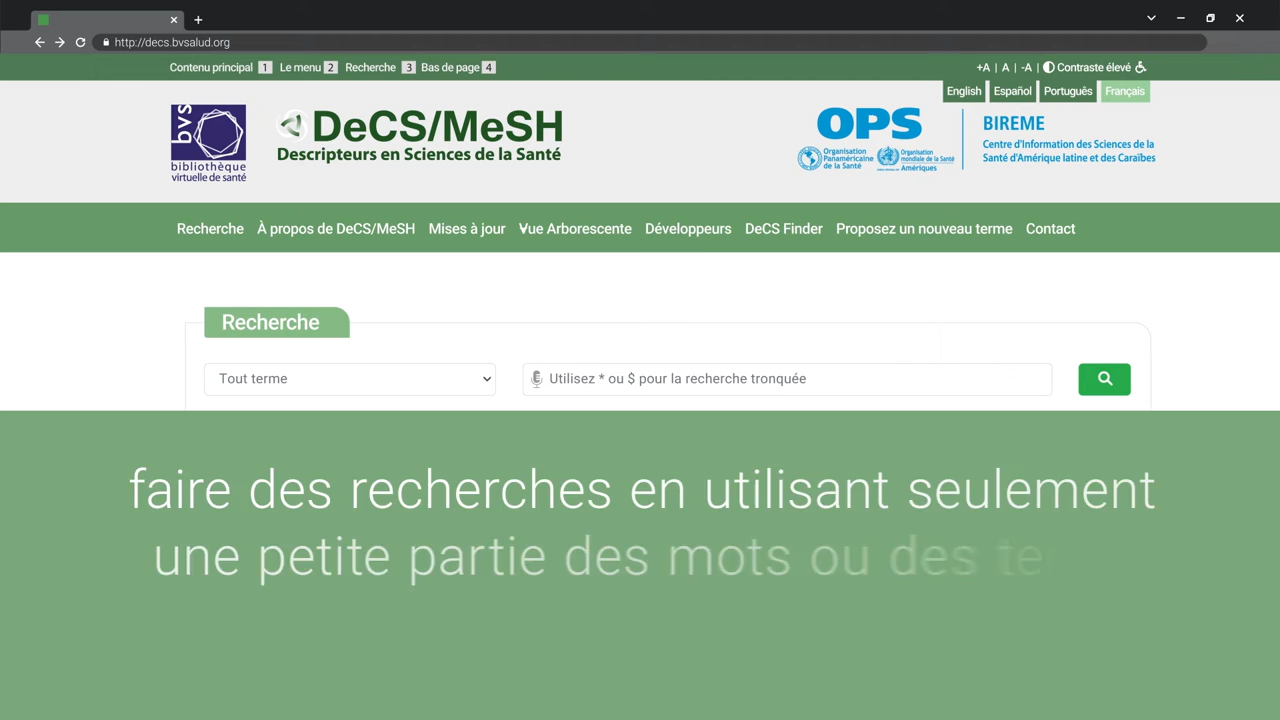 http://decs.bvsalud.org
Contenu principal 1 Le menu 2 Recherche 3 Bas de page 4
+A | A | -A | Contraste élevé
English Español Português Français
bvs
bibliothèque
virtuelle de santé
DeCS/MeSH
Descripteurs en Sciences de la Santé
OPS
Organisation
Panaméricaine
de la Santé
Organisation
mondiale de la Santé
Amériques
BIREME
Centre d'Information des Sciences de la
Santé d'Amérique latine et des Caraïbes
Recherche À propos de DeCS/MeSH Mises à jour Vue Arborescente Développeurs DeCS Finder Proposez un nouveau terme Contact
Recherche
Tout terme
Utilisez * ou $ pour la recherche tronquée
faire des recherches en utilisant seulement
une petite partie des mots ou des